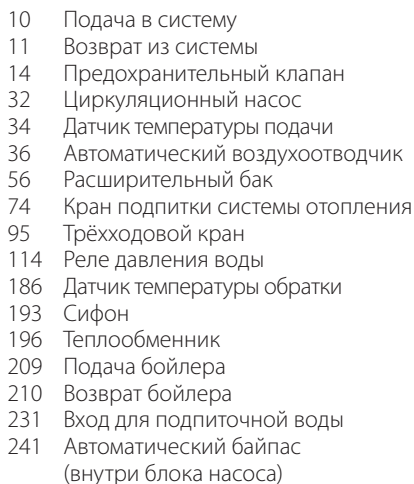 10 Подача в систему
11 Возврат из системы
14 Предохранительный клапан
32 Циркуляционный насос
34 Датчик температуры подачи
36 Автоматический воздухоотводчик
56 Расширительный бак
74 Кран подпитки системы отопления
95 Трёхходовой кран
114 Реле давления воды
186 Датчик температуры обратки
193 Сифон
196 Теплообменник
209 Подача бойлера
210 Возврат бойлера
231 Вход для подпиточной воды
241 Автоматический байпас
(внутри блока насоса)